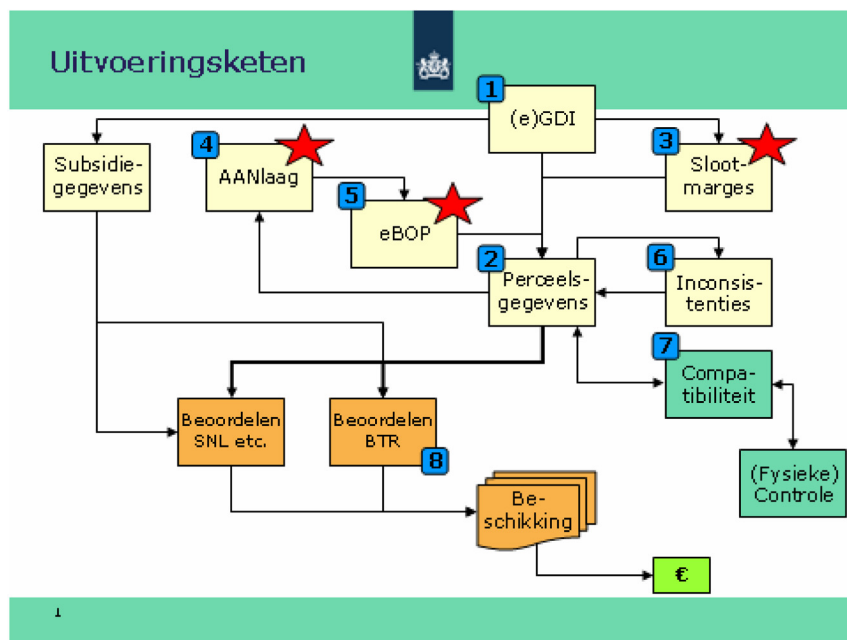 Uitvoeringsketen
1
(e)GDI
4
AANlaag
3
Sloot-
marges
Subsidie-
gegevens
5
eBOP
2
Perceels-
gegevens
6
Inconsis-
tenties
7
Compa-
tibiliteit
Beoordelen
SNL etc.
Beoordelen
BTR
8
(Fysieke)
Controle
Be-
schikking
€
1